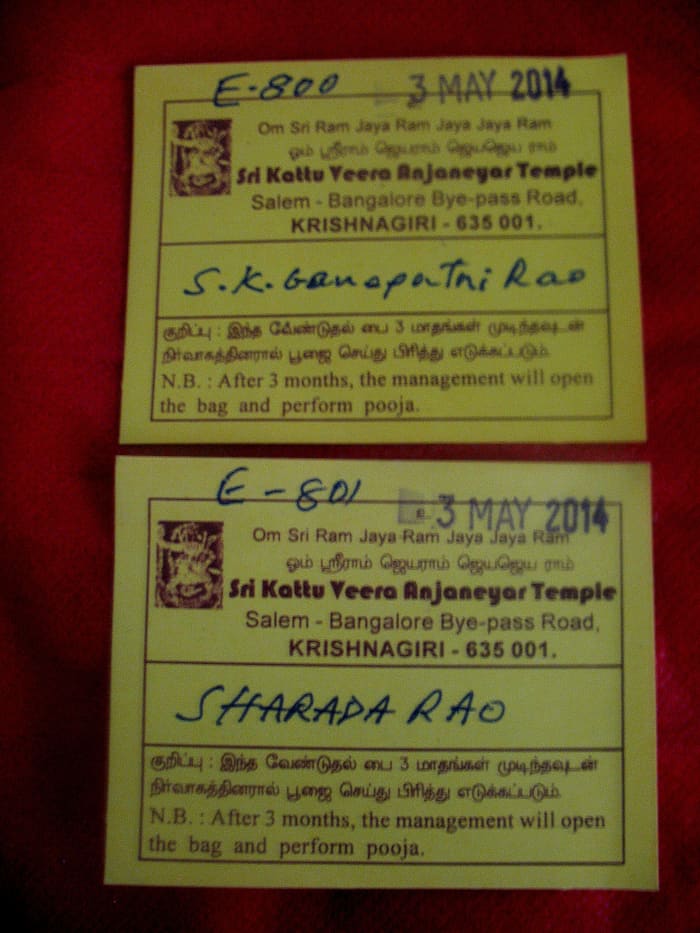 E-800 3 MAY 2014
Om Sri Ram Jaya Ram Jaya Jaya Ram
ஓம் ஸ்ரீராம் ஜெயராம் ஜெயஜெய ராம்
Sri Kattu Veera Anjaneyar Temple
Salem - Bangalore Bye-pass Road,
KRISHNAGIRI - 635 001.
S.K. Ganapathi Rao
குறிப்பு : இந்த வேண்டுதல் பை 3 மாதங்கள் முடிந்தவுடன்
நிர்வாகத்தினரால் பூஜை செய்து பிரித்து எடுக்கப்படும்.
N.B. : After 3 months, the management will open
the bag and perform pooja.
E-801 3 MAY 2014
Om Sri Ram Jaya Ram Jaya Jaya Ram
ஓம் ஸ்ரீராம் ஜெயராம் ஜெயஜெய ராம்
Sri Kattu Veera Anjaneyar Temple
Salem - Bangalore Bye-pass Road,
KRISHNAGIRI - 635 001.
SHARADA RAO
குறிப்பு : இந்த வேண்டுதல் பை 3 மாதங்கள் முடிந்தவுடன்
நிர்வாகத்தினரால் பூஜை செய்து பிரித்து எடுக்கப்படும்.
N.B. : After 3 months, the management will open
the bag and perform pooja.